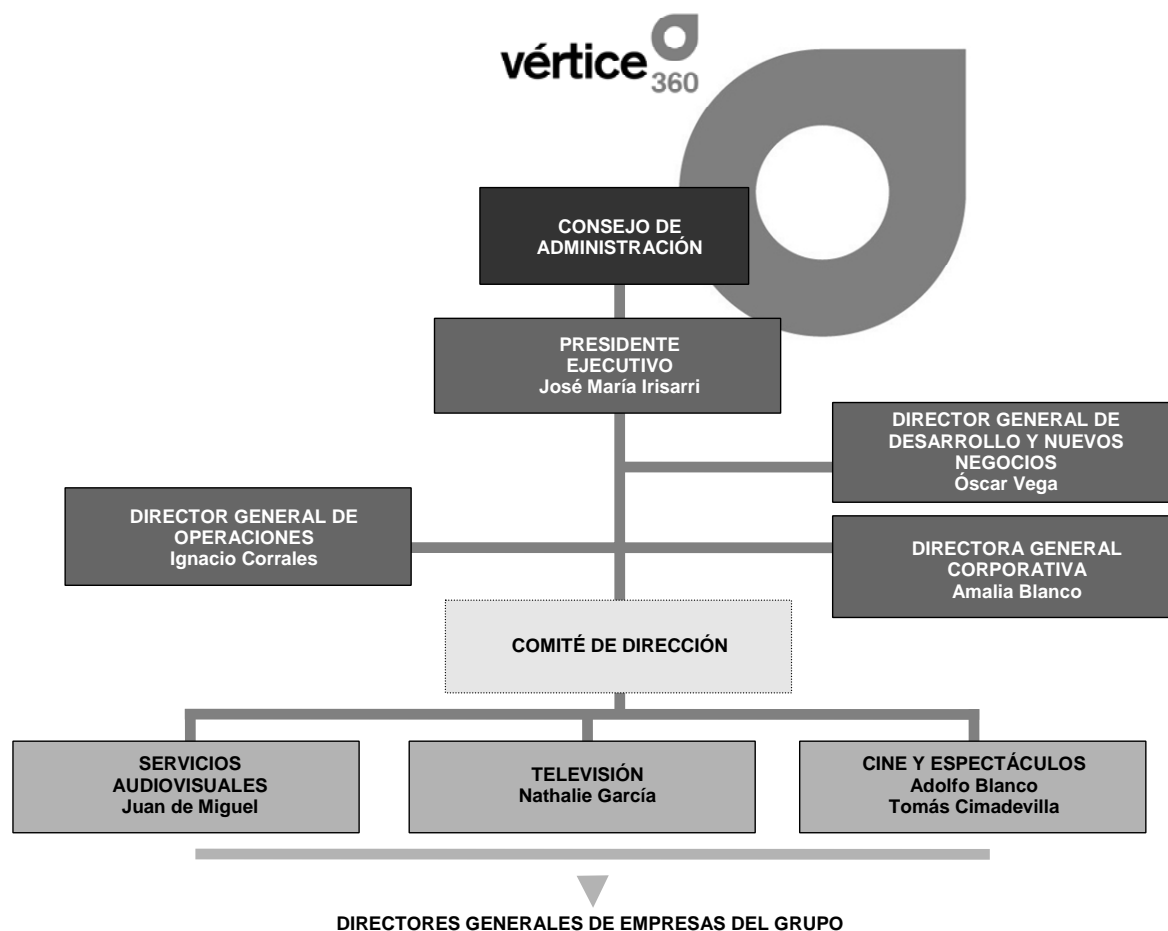 vértice
360
CONSEJO DE
ADMINISTRACIÓN
PRESIDENTE
EJECUTIVO
José María Irisarri
DIRECTOR GENERAL DE
DESARROLLO Y NUEVOS
NEGOCIOS
Óscar Vega
DIRECTOR GENERAL DE
OPERACIONES
Ignacio Corrales
DIRECTORA GENERAL
CORPORATIVA
Amalia Blanco
COMITÉ DE DIRECCIÓN
SERVICIOS
AUDIOVISUALES
Juan de Miguel
TELEVISIÓN
Nathalie García
CINE Y ESPECTÁCULOS
Adolfo Blanco
Tomás Cimadevilla
DIRECTORES GENERALES DE EMPRESAS DEL GRUPO